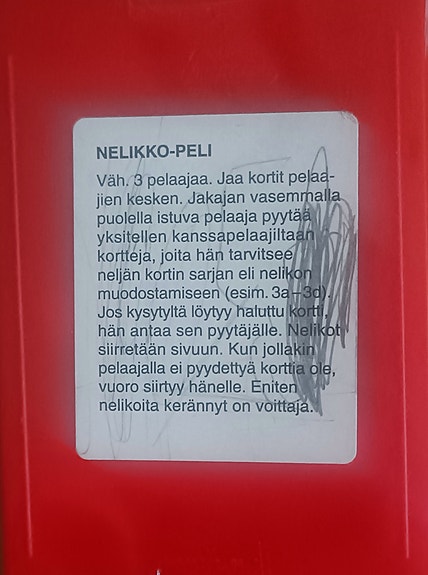 NELIKKO-PELI
Väh. 3 pelaajaa. Jaa kortit pelaa-
jien kesken. Jakajan vasemmalla
puolella istuva pelaaja pyytää
yksitellen kanssapelaajiltaan
kortteja, joita hän tarvitsee
neljän kortin sarjan eli nelikon
muodostamiseen (esim. 3a–3d).
Jos kysytyltä löytyy haluttu kortti,
hän antaa sen pyytäjälle. Nelikot
siirretään sivuun. Kun jollakin
pelaajalla ei pyydettyä korttia ole,
vuoro siirtyy hänelle. Eniten
nelikoita kerännyt on voittaja.